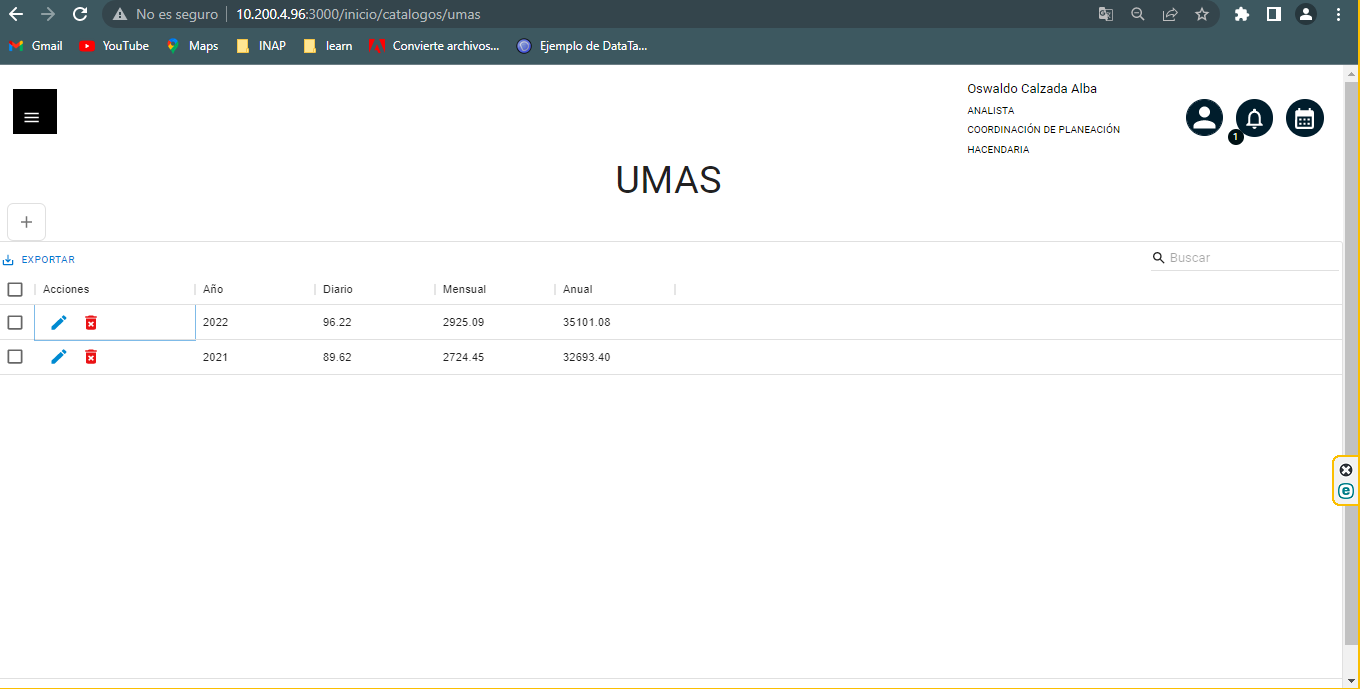 No es seguro 10.200.4.96:3000/inicio/catalogos/umas
Gmail YouTube Maps INAP learn Convierte archivos... Ejemplo de DataTa...
Oswaldo Calzada Alba
ANALISTA
COORDINACIÓN DE PLANEACIÓN
HACENDARIA
1
UMAS
EXPORTAR Buscar
Acciones Año Diario Mensual Anual
2022 96.22 2925.09 35101.08
2021 89.62 2724.45 32693.40